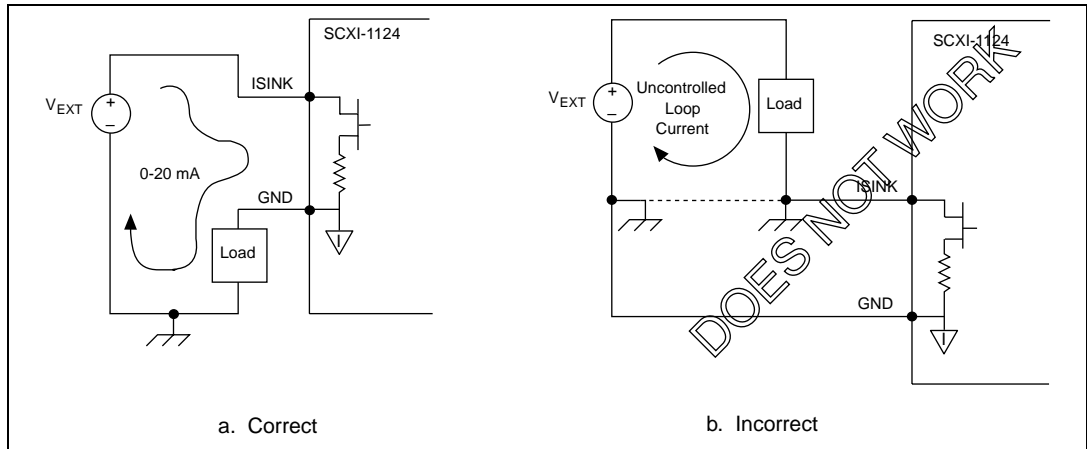 SCXI-1124
ISINK
V_EXT
+
–
0-20 mA
GND
Load
I
a. Correct
SCXI-1124
V_EXT
+
–
Uncontrolled
Loop
Current
Load
ISINK
GND
I
DOES NOT WORK
b. Incorrect